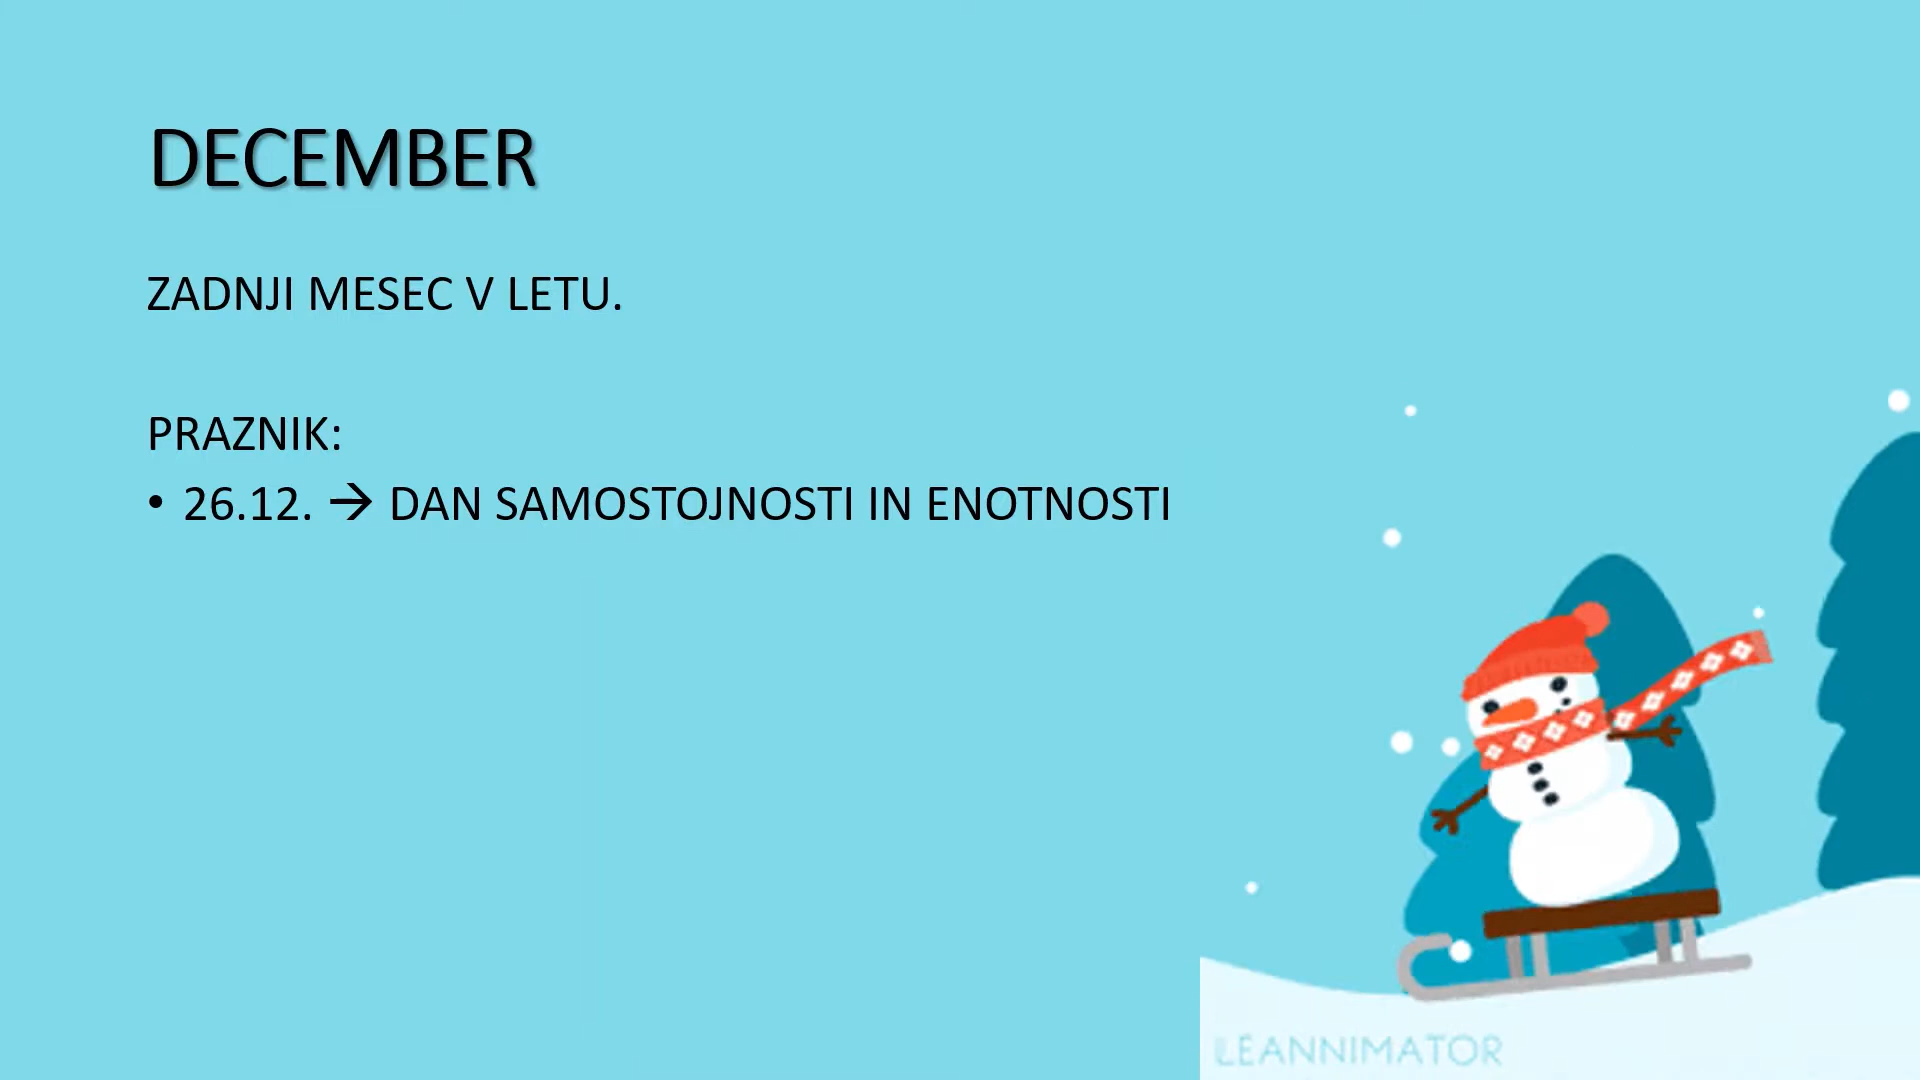 DECEMBER
ZADNJI MESEC V LETU.
PRAZNIK:
• 26.12. → DAN SAMOSTOJNOSTI IN ENOTNOSTI
LEANNIMATOR